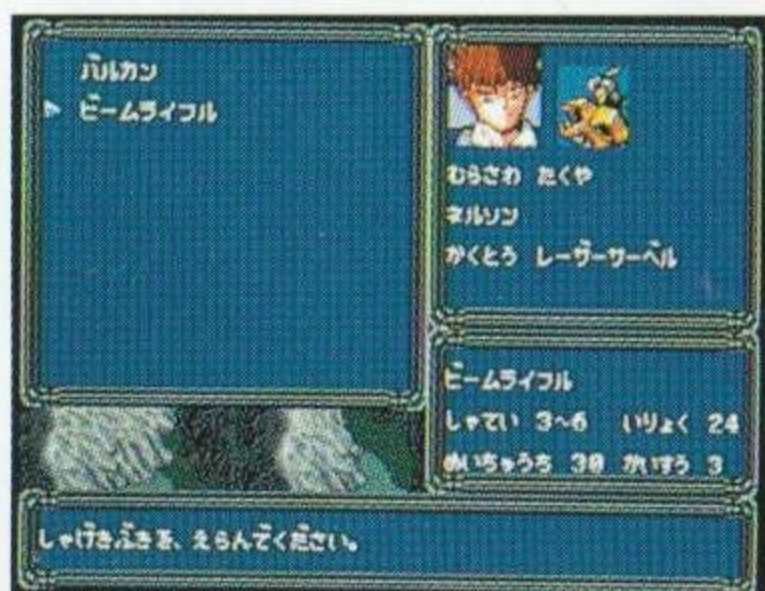 バルカン
ビームライフル
むらさわ たくや
ネルソン
かくとう レーザーサーベル
ビームライフル
しゃてい 3~6 いりょく 24
めいちゅうち 30 かいすう 3
しゃげきぶきを、えらんでください。